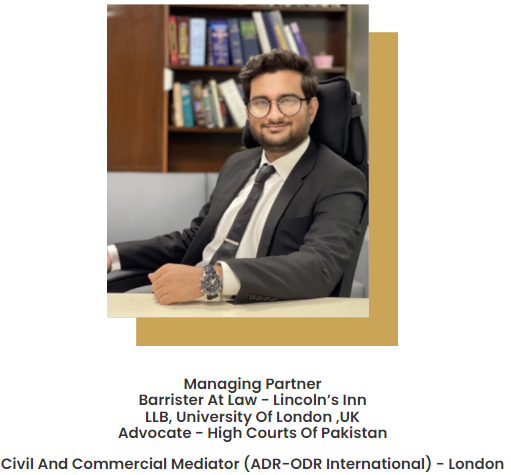 Managing Partner
Barrister At Law - Lincoln’s Inn
LLB, University Of London ,UK
Advocate - High Courts Of Pakistan
Civil And Commercial Mediator (ADR-ODR International) - London